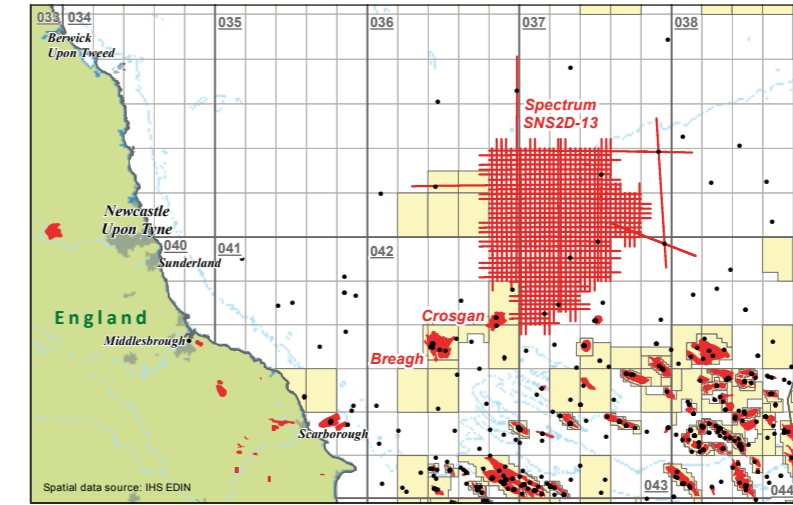 033 034
035
036
037
038
Berwick
Upon Tweed
Spectrum
SNS2D-13
Newcastle
Upon Tyne
040
041
042
Sunderland
England
Crosgan
Middlesbrough
Breagh
Scarborough
Spatial data source: IHS EDIN
043
044